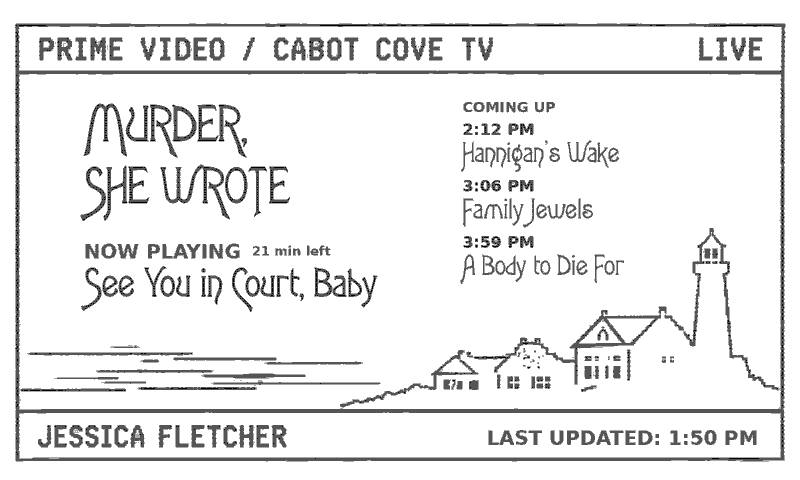 PRIME VIDEO / CABOT COVE TV
LIVE
MURDER,
SHE WROTE
NOW PLAYING 21 min left
See You in Court, Baby
COMING UP
2:12 PM
Hannigan's Wake
3:06 PM
Family Jewels
3:59 PM
A Body to Die For
JESSICA FLETCHER
LAST UPDATED: 1:50 PM